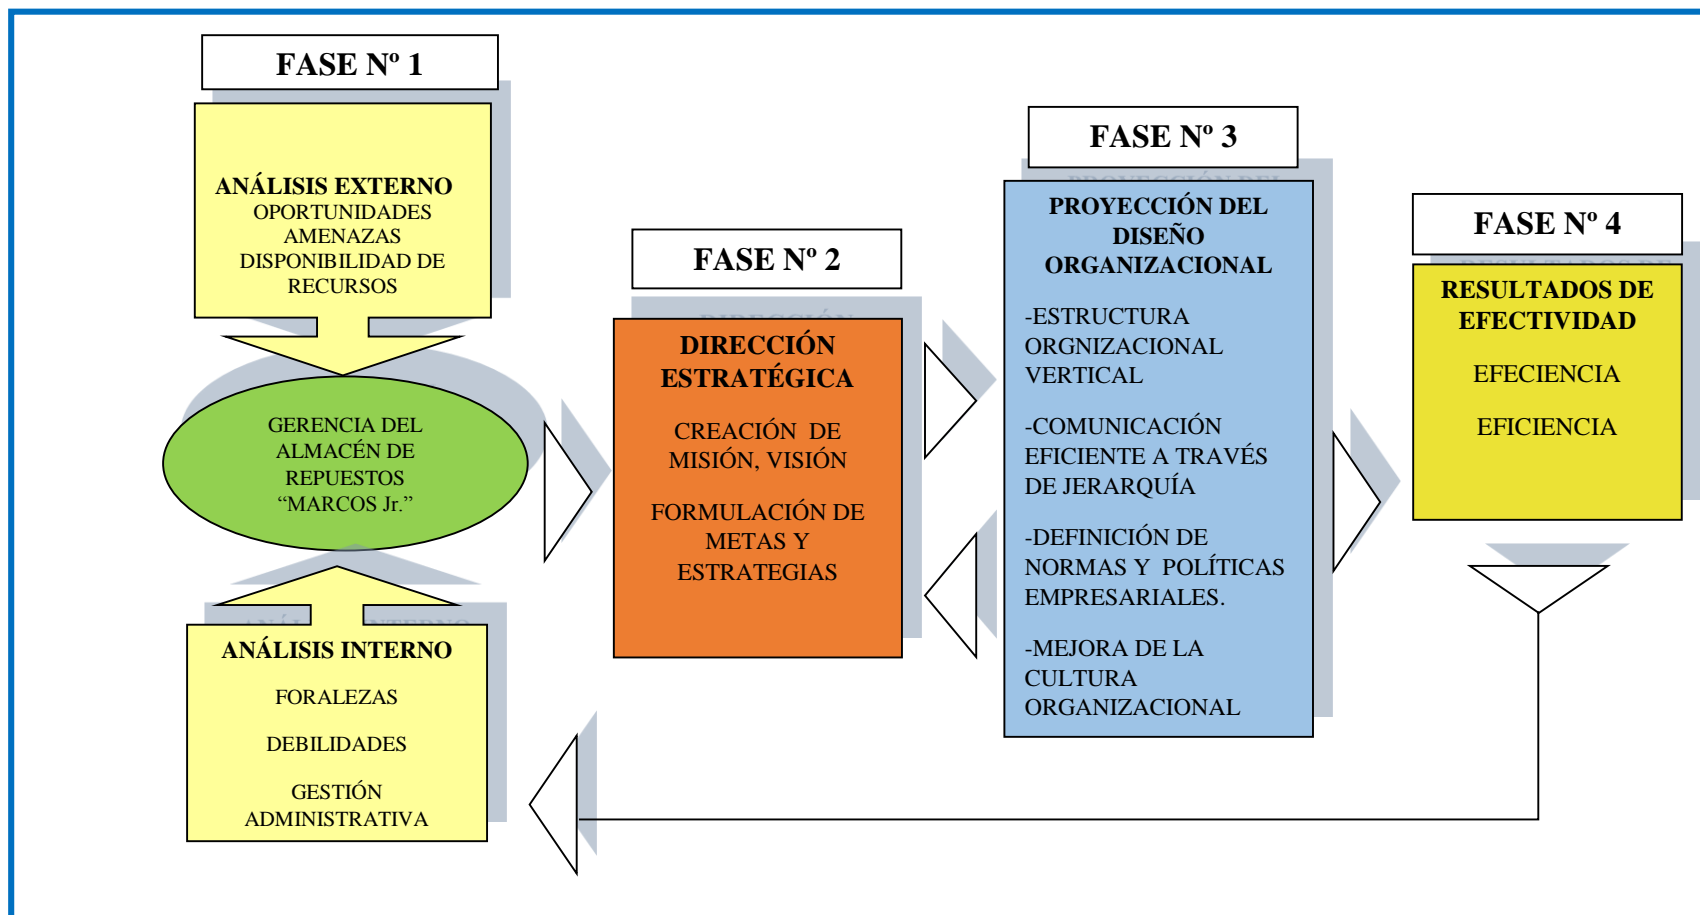 FASE Nº 1
ANÁLISIS EXTERNO
OPORTUNIDADES
AMENAZAS
DISPONIBILIDAD DE
RECURSOS
GERENCIA DEL
ALMACÉN DE
REPUESTOS
“MARCOS Jr.”
ANÁLISIS INTERNO
FORALEZAS
DEBILIDADES
GESTIÓN
ADMINISTRATIVA
FASE Nº 2
DIRECCIÓN
ESTRATÉGICA
CREACIÓN DE
MISIÓN, VISIÓN
FORMULACIÓN DE
METAS Y
ESTRATEGIAS
FASE Nº 3
PROYECCIÓN DEL
DISEÑO
ORGANIZACIONAL
-ESTRUCTURA
ORGNIZACIONAL
VERTICAL
-COMUNICACIÓN
EFICIENTE A TRAVÉS
DE JERARQUÍA
-DEFINICIÓN DE
NORMAS Y POLÍTICAS
EMPRESARIALES.
-MEJORA DE LA
CULTURA
ORGANIZACIONAL
FASE Nº 4
RESULTADOS DE
EFECTIVIDAD
EFECIENCIA
EFICIENCIA